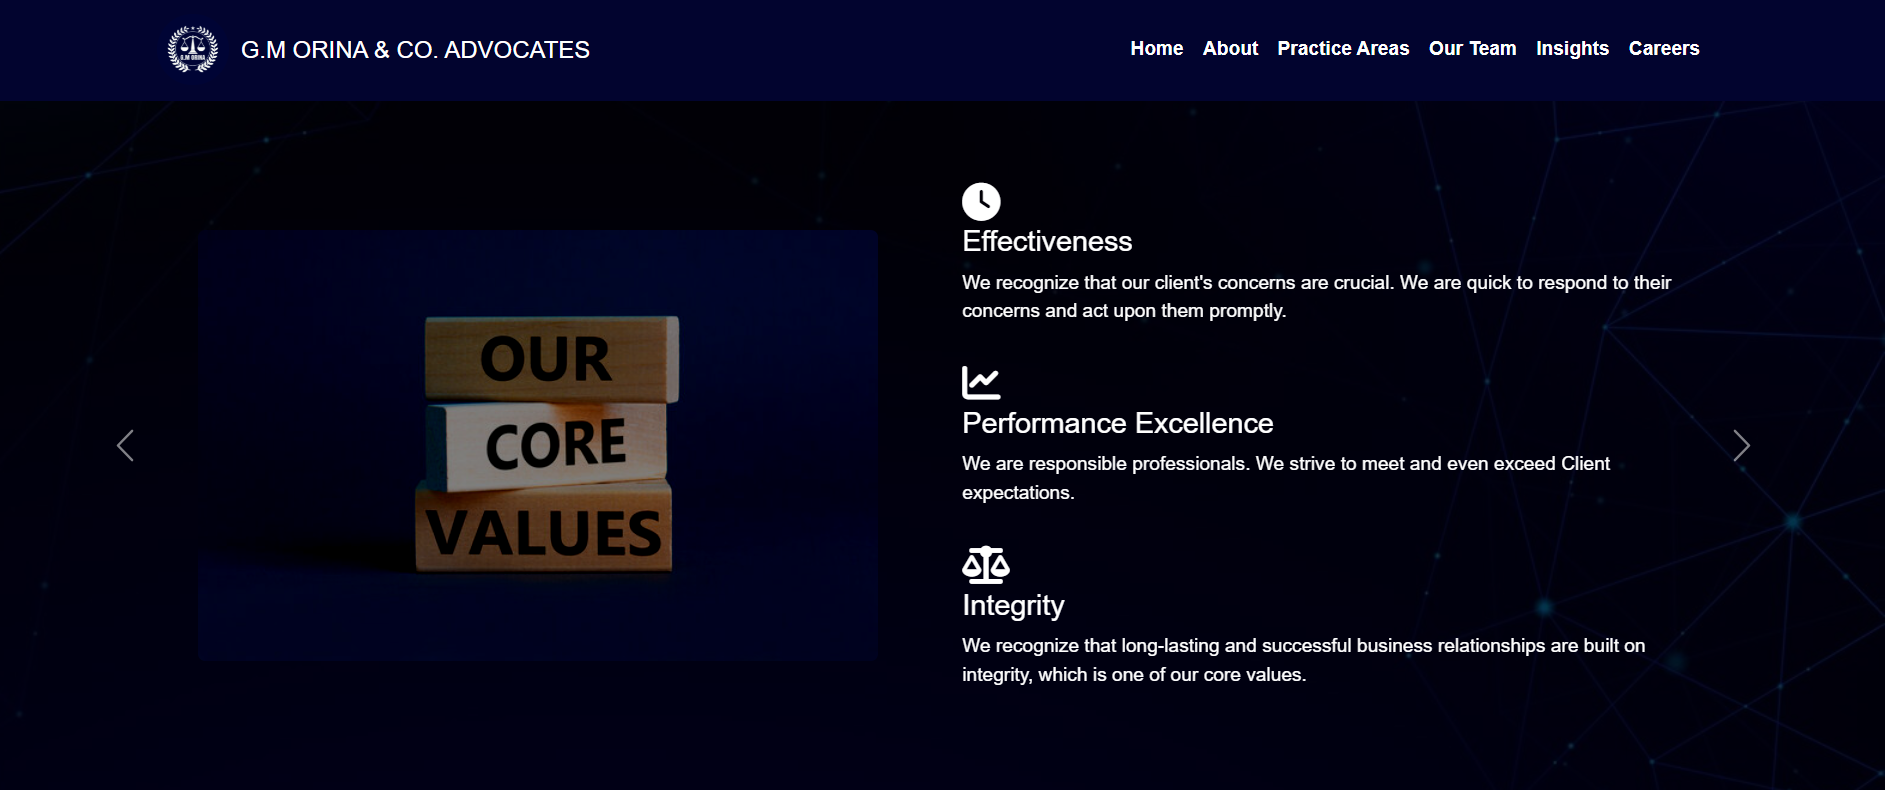 G.M ORINA
G.M ORINA & CO. ADVOCATES
Home About Practice Areas Our Team Insights Careers
OUR
CORE
VALUES
Effectiveness
We recognize that our client's concerns are crucial. We are quick to respond to their
concerns and act upon them promptly.
Performance Excellence
We are responsible professionals. We strive to meet and even exceed Client
expectations.
Integrity
We recognize that long-lasting and successful business relationships are built on
integrity, which is one of our core values.